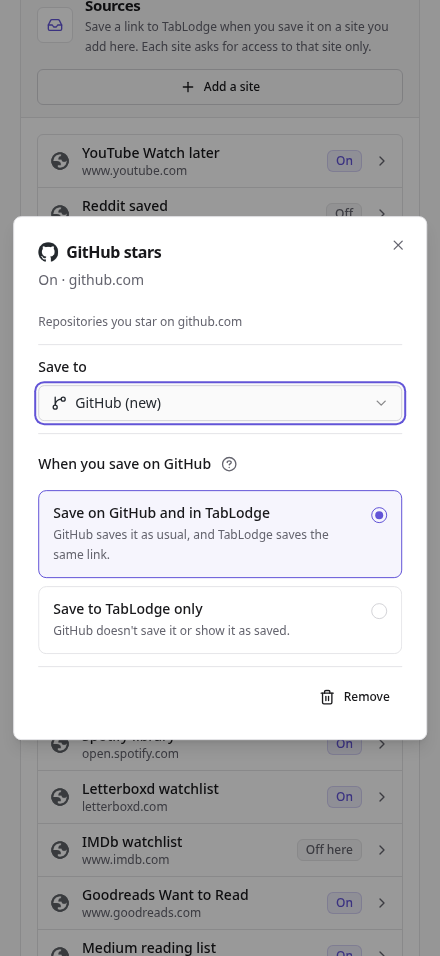 Sources
Save a link to TabLodge when you save it on a site you
add here. Each site asks for access to that site only.
Add a site
YouTube Watch later
www.youtube.com
On
Reddit saved
Off
GitHub stars
On · github.com
Repositories you star on github.com
Save to
GitHub (new)
When you save on GitHub
Save on GitHub and in TabLodge
GitHub saves it as usual, and TabLodge saves the
same link.
Save to TabLodge only
GitHub doesn't save it or show it as saved.
Remove
Spotify library
open.spotify.com
On
Letterboxd watchlist
letterboxd.com
On
IMDb watchlist
www.imdb.com
Off here
Goodreads Want to Read
www.goodreads.com
On
Medium reading list
On